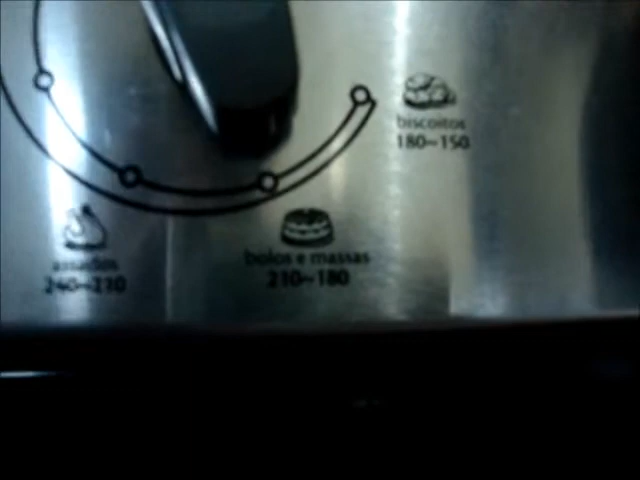 biscoitos
180~150
assados
240~210
bolos e massas
210~180